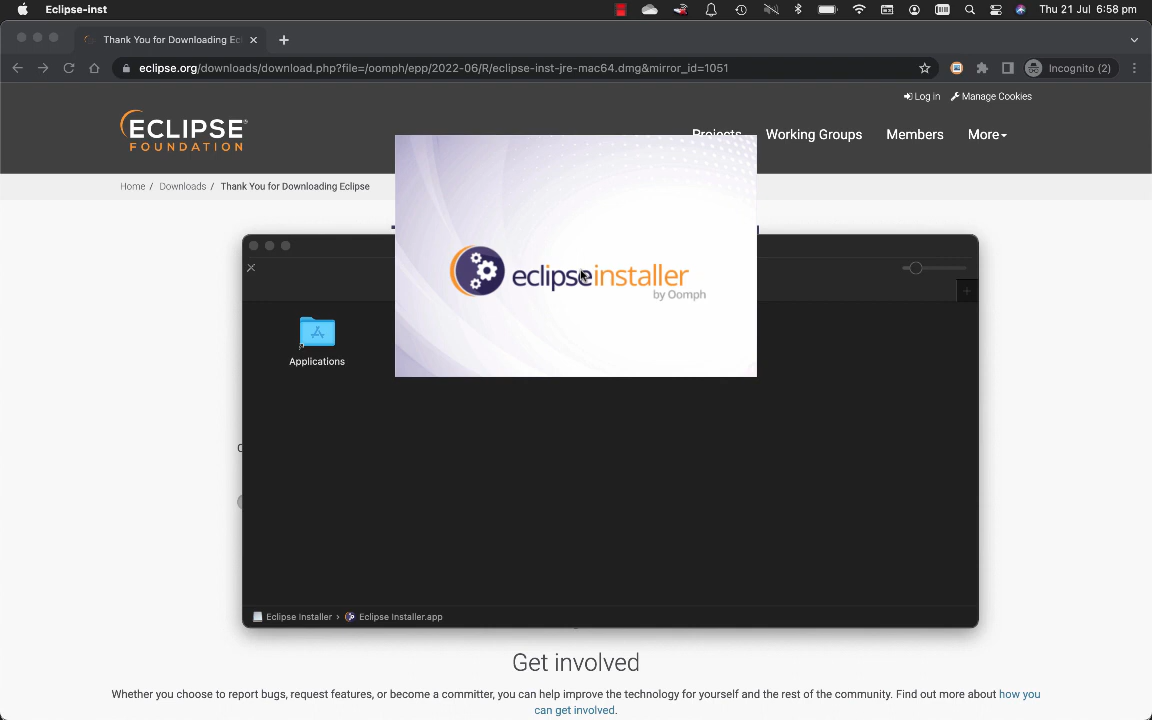 Eclipse-inst
Thu 21 Jul 6:58 pm
Thank You for Downloading Ec
eclipse.org/downloads/download.php?file=/oomph/epp/2022-06/R/eclipse-inst-jre-mac64.dmg&mirror_id=1051
Incognito (2)
Log in
Manage Cookies
ECLIPSE
FOUNDATION
Projects
Working Groups
Members
More
Home / Downloads / Thank You for Downloading Eclipse
eclipseinstaller
by Oomph
Applications
Eclipse Installer › Eclipse Installer.app
Get involved
Whether you choose to report bugs, request features, or become a committer, you can help improve the technology for yourself and the rest of the community. Find out more about how you
can get involved.